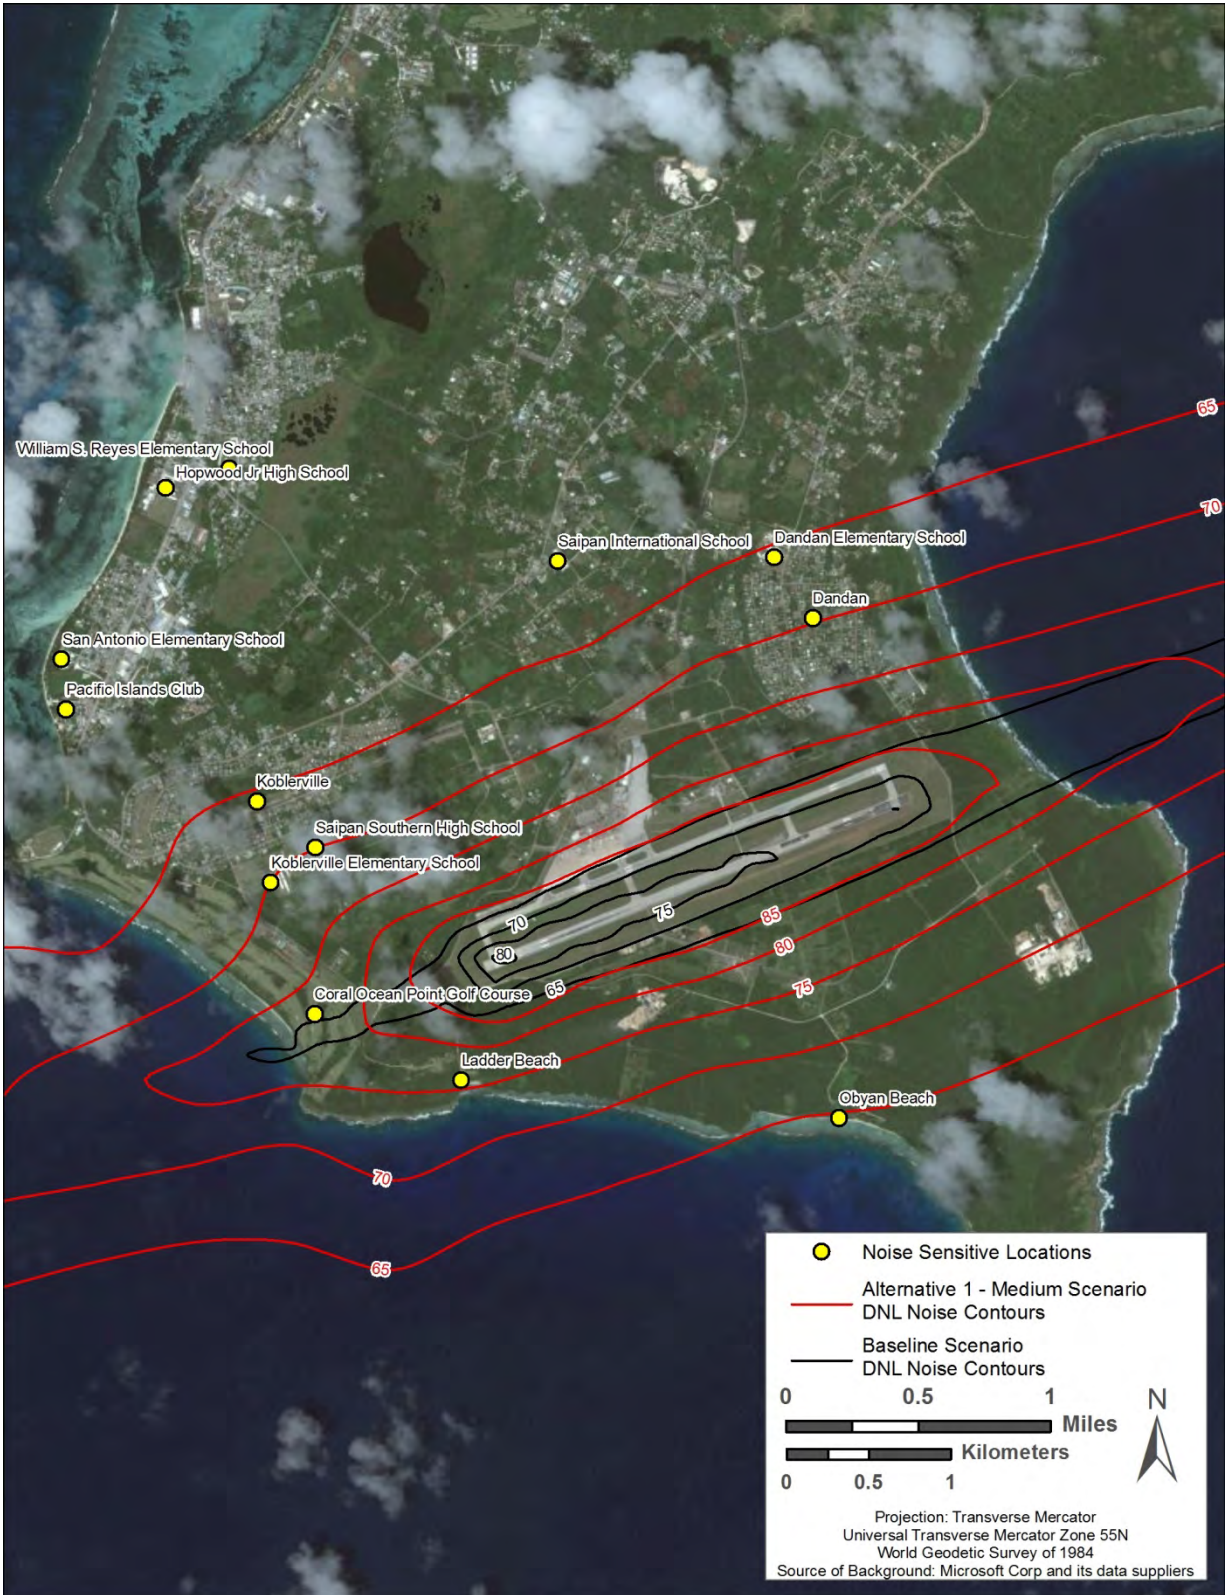 65
70
William S. Reyes Elementary School
Hopwood Jr High School
Saipan International School
Dandan Elementary School
Dandan
San Antonio Elementary School
Pacific Islands Club
Koblerville
Saipan Southern High School
Koblerville Elementary School
70
75
85
80
80
65
75
Coral Ocean Point Golf Course
Ladder Beach
Obyan Beach
70
65
Noise Sensitive Locations
Alternative 1 - Medium Scenario
DNL Noise Contours
Baseline Scenario
DNL Noise Contours
0 0.5 1
Miles
Kilometers
0 0.5 1
N
Projection: Transverse Mercator
Universal Transverse Mercator Zone 55N
World Geodetic Survey of 1984
Source of Background: Microsoft Corp and its data suppliers